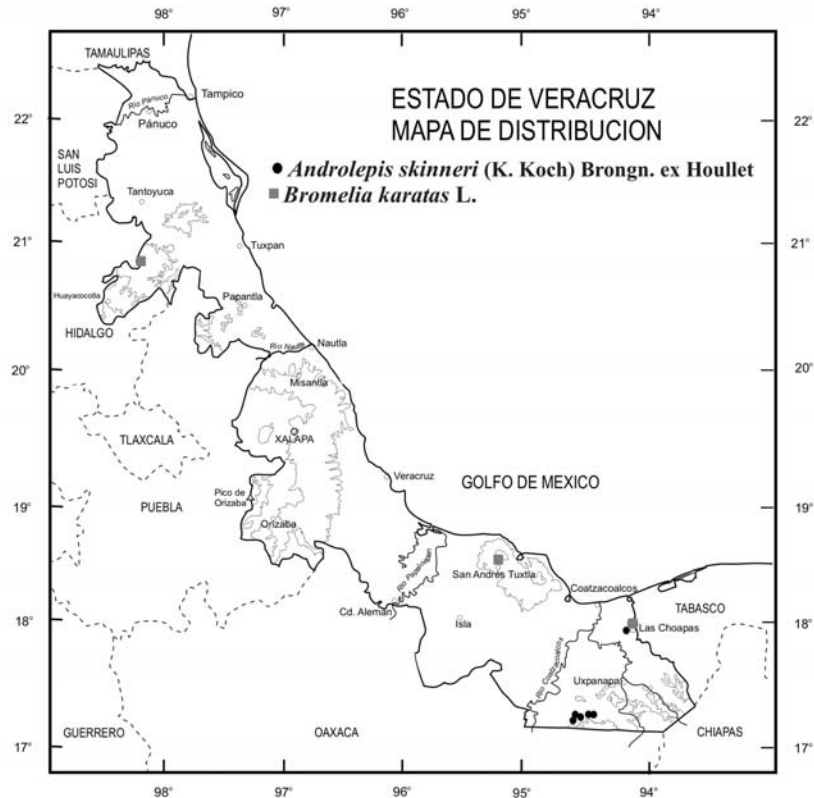 98° 97° 96° 95° 94°
TAMAULIPAS
Río Pánuco
Tampico
22°
Pánuco
ESTADO DE VERACRUZ
MAPA DE DISTRIBUCION
22°
SAN
LUIS
POTOSI
Androlepis skinneri (K. Koch) Brongn. ex Houllet
Bromelia karatas L.
Tantoyuca
21°
Tuxpan
21°
Huayacocotla
Papantla
HIDALGO
Río Nautla
Nautla
20°
Misantla
20°
TLAXCALA
XALAPA
Veracruz
GOLFO DE MEXICO
19°
PUEBLA
Pico de
Orizaba
19°
Orizaba
Río Papaloapan
San Andrés Tuxtla
Coatzacoalcos
Cd. Alemán
TABASCO
18°
Isla
Las Choapas
18°
Río Coatzacoalcos
Uxpanapa
GUERRERO
OAXACA
CHIAPAS
17°
17°
98° 97° 96° 95° 94°